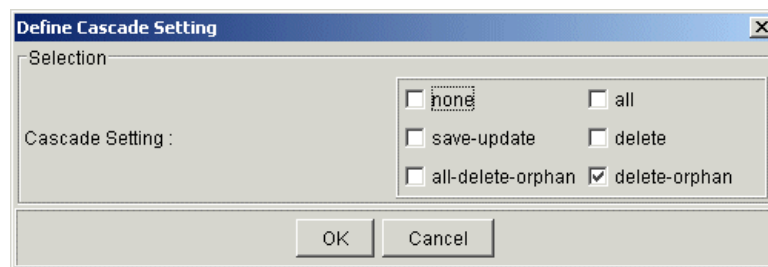 Define Cascade Setting
Selection
none
all
Cascade Setting :
save-update
delete
all-delete-orphan
delete-orphan
OK
Cancel